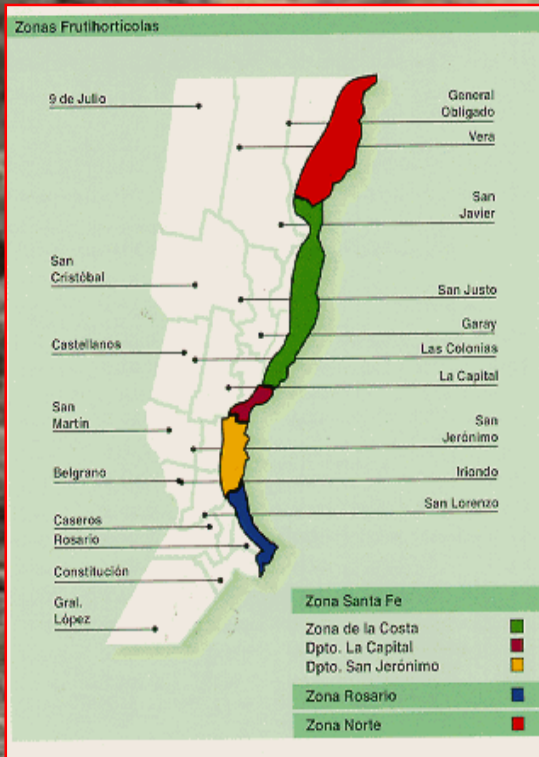 Zonas Frutihortícolas
9 de Julio
General
Obligado
Vera
San
Javier
San
Cristóbal
San Justo
Garay
Castellanos
Las Colonias
La Capital
San
Martín
San
Jerónimo
Belgrano
Iriondo
San Lorenzo
Caseros
Rosario
Constitución
Gral.
López
Zona Santa Fe
Zona de la Costa
Dpto. La Capital
Dpto. San Jerónimo
Zona Rosario
Zona Norte